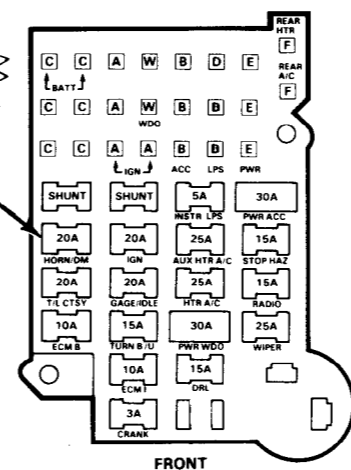 REAR
HTR
F
C C A W B D E
REAR
A/C
BATT
F
C C A W B B E
WDO
C C A A B B E
IGN ACC LPS PWR
SHUNT SHUNT 5A 30A
INSTR LPS PWR ACC
20A 20A 25A 15A
HORN/DM IGN AUX HTR A/C STOP HAZ
20A 20A 25A 15A
T/L CTSY GAGE/IDLE HTR A/C RADIO
10A 15A 30A 25A
ECM B TURN B/U PWR WDO WIPER
10A 15A
ECM I DRL
3A
CRANK
FRONT